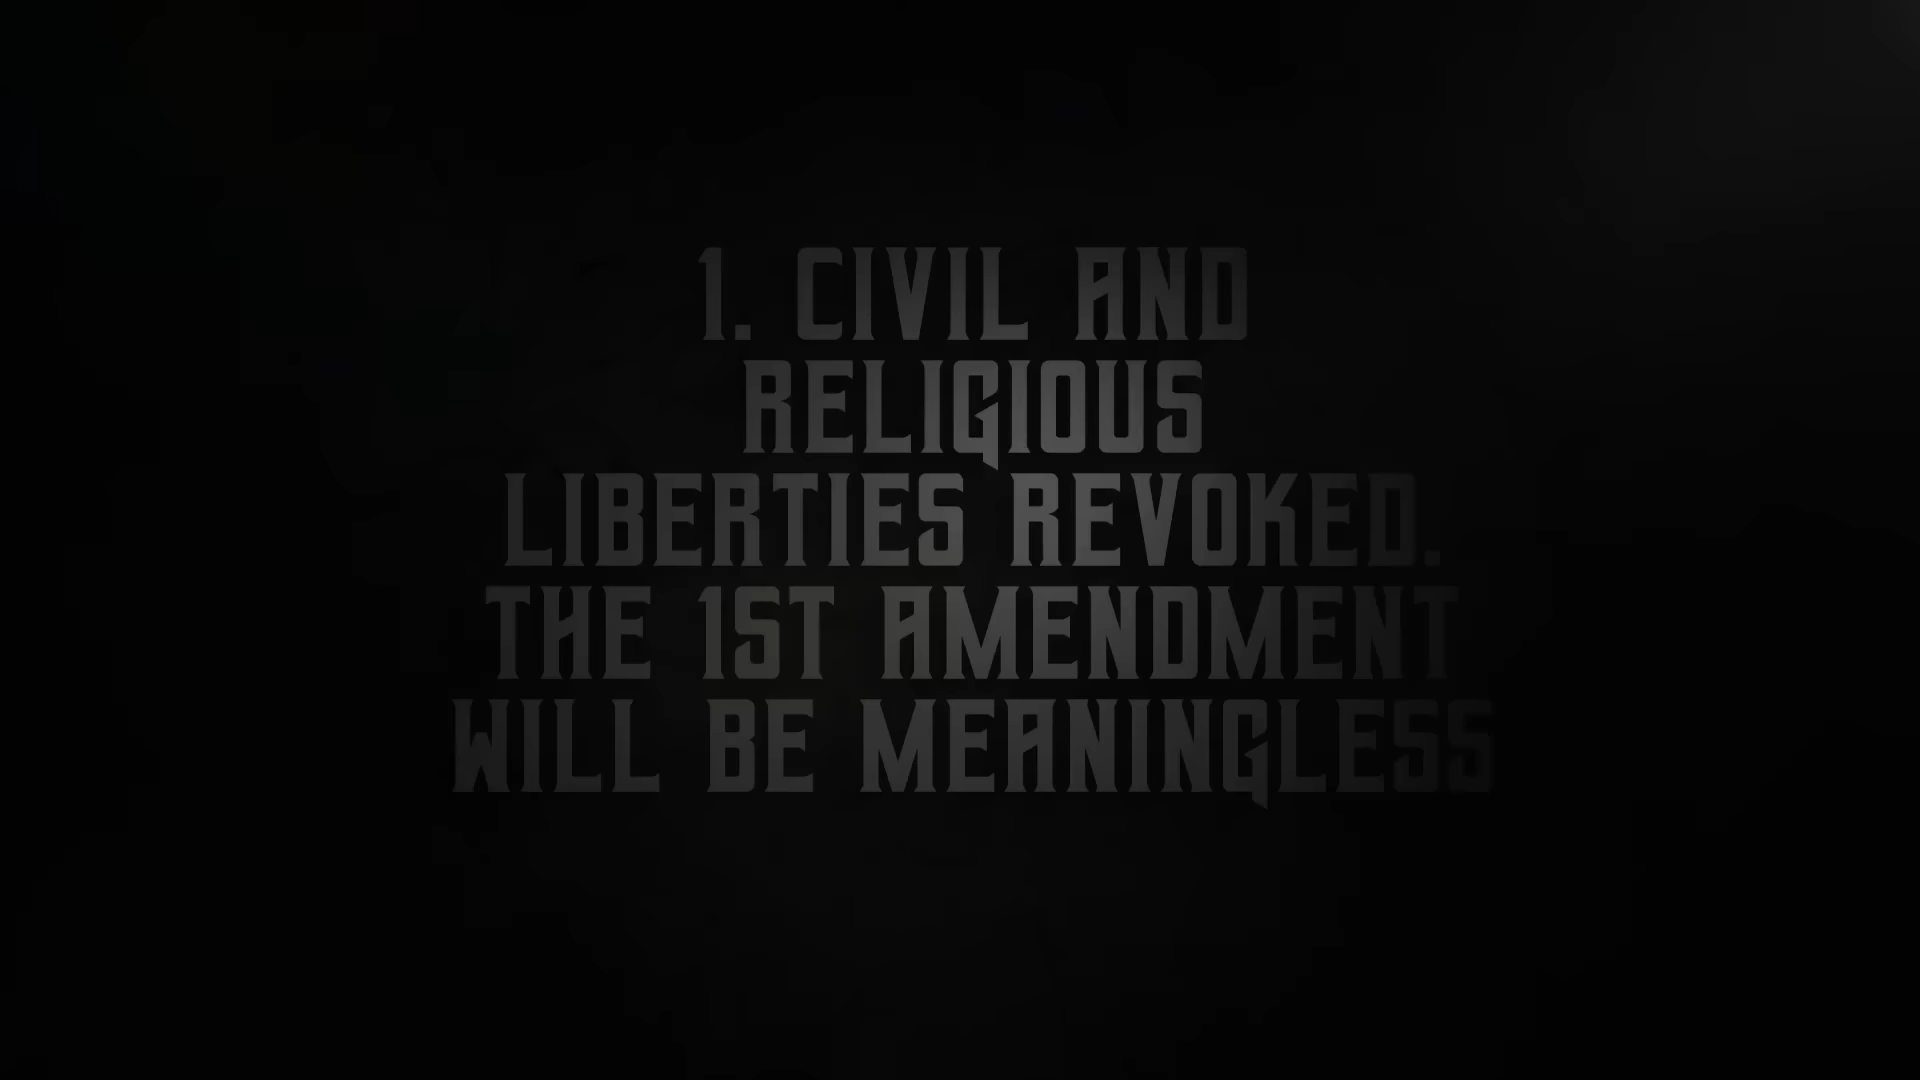 1. CIVIL AND
RELIGIOUS
LIBERTIES REVOKED.
THE 1ST AMENDMENT
WILL BE MEANINGLESS